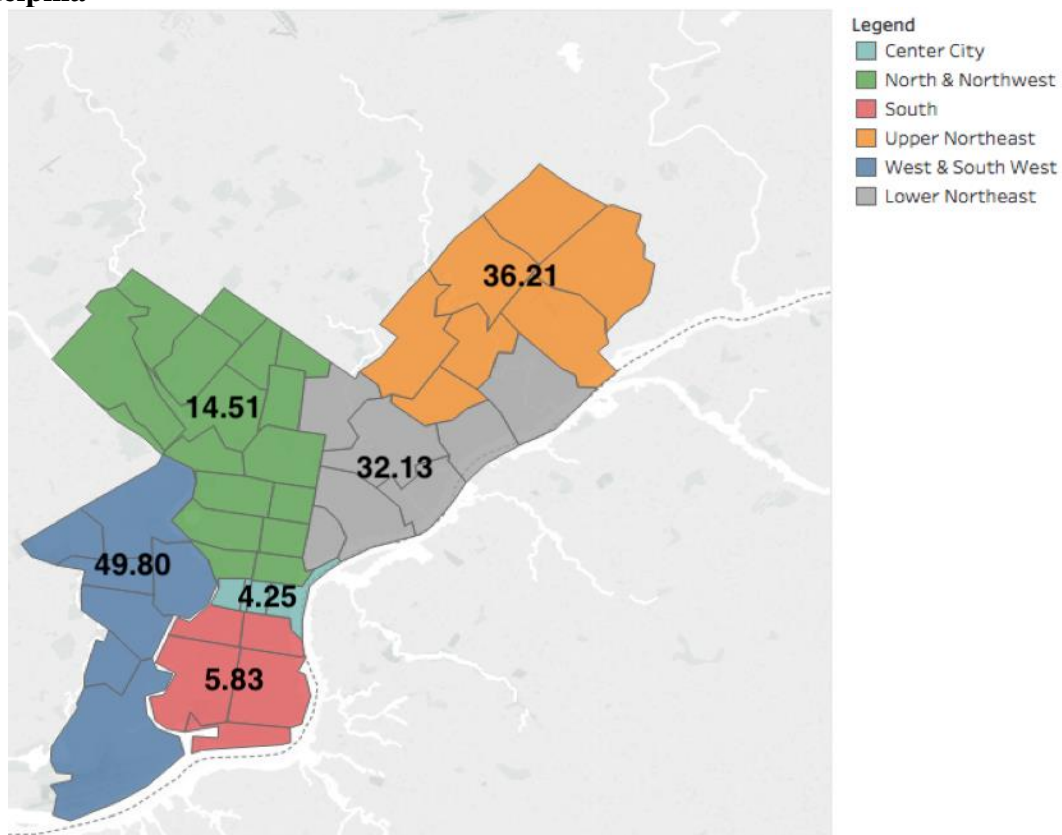 Legend
Center City
North & Northwest
South
Upper Northeast
West & South West
Lower Northeast
36.21
14.51
32.13
49.80
4.25
5.83